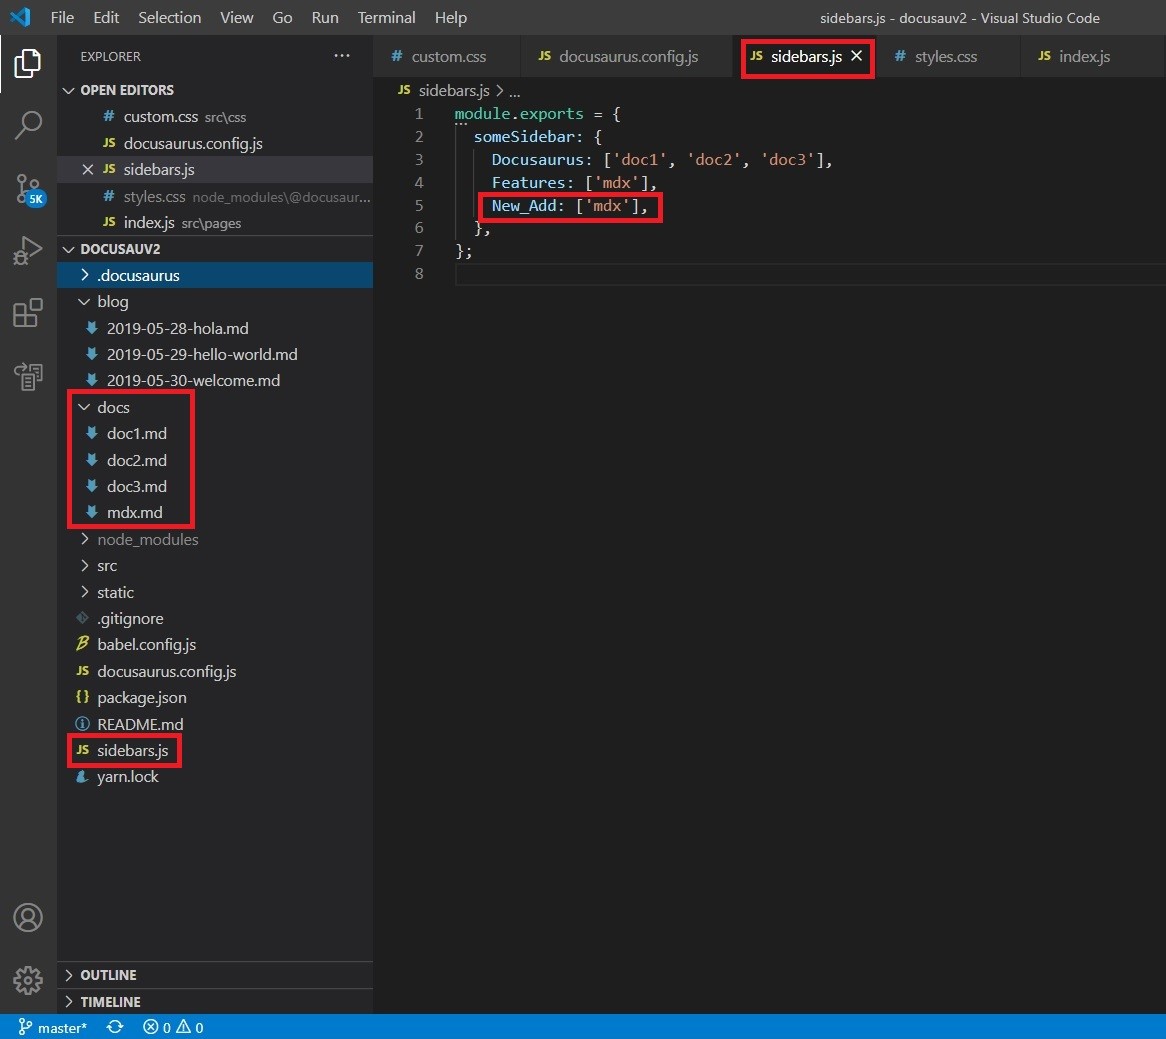 File Edit Selection View Go Run Terminal Help sidebars.js - docusauv2 - Visual Studio Code
EXPLORER ···
OPEN EDITORS
# custom.css src\css
JS docusaurus.config.js
JS sidebars.js
# styles.css node_modules\@docusaur...
JS index.js src\pages
5K
DOCUSAUV2
.docusaurus
blog
2019-05-28-hola.md
2019-05-29-hello-world.md
2019-05-30-welcome.md
docs
doc1.md
doc2.md
doc3.md
mdx.md
node_modules
src
static
.gitignore
babel.config.js
JS docusaurus.config.js
{} package.json
README.md
JS sidebars.js
yarn.lock
OUTLINE
TIMELINE
# custom.css JS docusaurus.config.js JS sidebars.js # styles.css JS index.js
JS sidebars.js > ...
1 module.exports = {
2 someSidebar: {
3 Docusaurus: ['doc1', 'doc2', 'doc3'],
4 Features: ['mdx'],
5 New_Add: ['mdx'],
6 },
7 };
8
master* 0 0